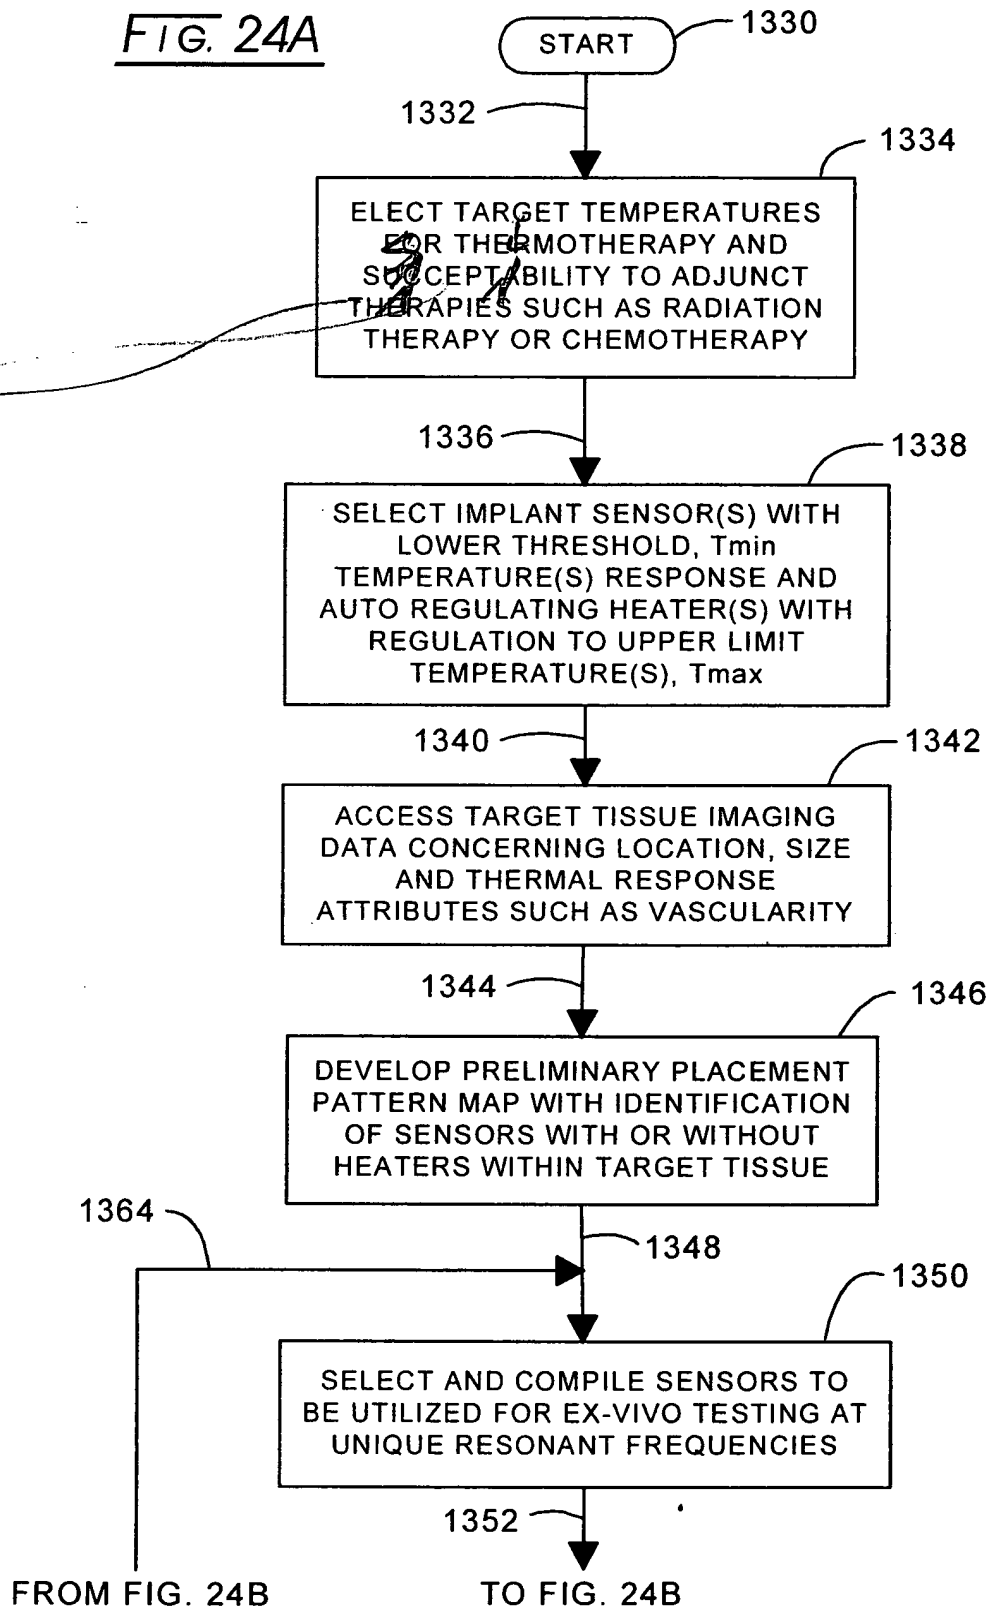 FIG. 24A
START
1330
1332
1334
ELECT TARGET TEMPERATURES
FOR THERMOTHERAPY AND
SUCCEPTABILITY TO ADJUNCT
THERAPIES SUCH AS RADIATION
THERAPY OR CHEMOTHERAPY
1336
1338
SELECT IMPLANT SENSOR(S) WITH
LOWER THRESHOLD, Tmin
TEMPERATURE(S) RESPONSE AND
AUTO REGULATING HEATER(S) WITH
REGULATION TO UPPER LIMIT
TEMPERATURE(S), Tmax
1340
1342
ACCESS TARGET TISSUE IMAGING
DATA CONCERNING LOCATION, SIZE
AND THERMAL RESPONSE
ATTRIBUTES SUCH AS VASCULARITY
1344
1346
DEVELOP PRELIMINARY PLACEMENT
PATTERN MAP WITH IDENTIFICATION
OF SENSORS WITH OR WITHOUT
HEATERS WITHIN TARGET TISSUE
1364
1348
1350
SELECT AND COMPILE SENSORS TO
BE UTILIZED FOR EX-VIVO TESTING AT
UNIQUE RESONANT FREQUENCIES
1352
FROM FIG. 24B
TO FIG. 24B